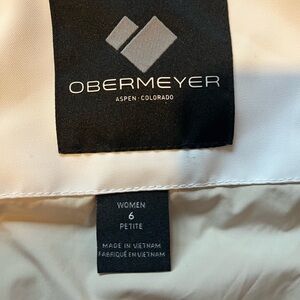 OBERMEYER
ASPEN · COLORADO
WOMEN
6
PETITE
MADE IN VIETNAM
FABRIQUÉ EN VIETNAM